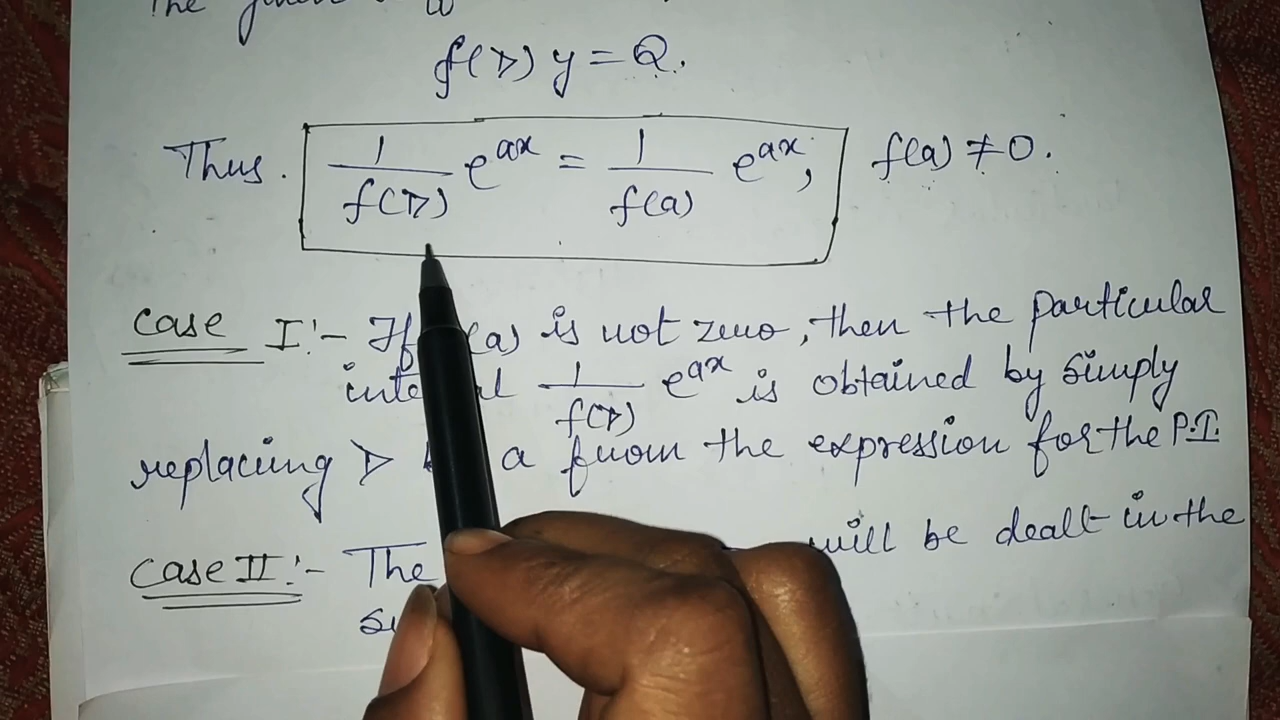 The
f(D) y = Q.
Thus. 1/f(D) e^{ax} = 1/f(a) e^{ax}; f(a) ≠ 0.
Case I:- If (a) is not zero, then the particular
1/f(D) e^{ax} is obtained by simply
replacing D a from the expression for the P.I.
Case II:- The will be dealt in the